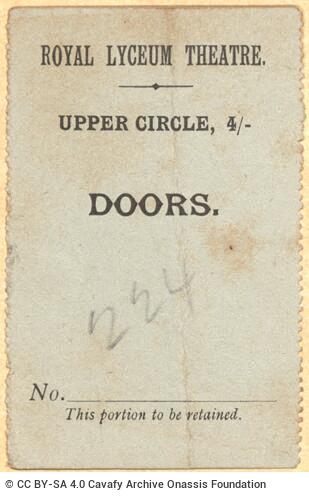 ROYAL LYCEUM THEATRE.
UPPER CIRCLE, 4/-
DOORS.
224
No.
This portion to be retained.
© CC BY-SA 4.0 Cavafy Archive Onassis Foundation